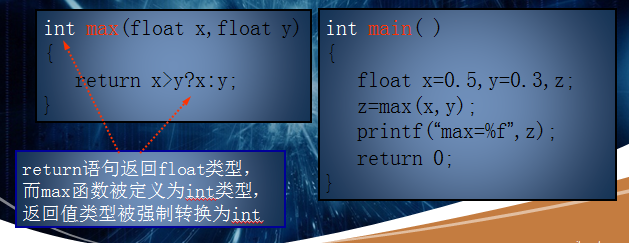 int max(float x,float y)
{
return x>y?x:y;
}
return语句返回float类型，
而max函数被定义为int类型，
返回值类型被强制转换为int
int main( )
{
float x=0.5,y=0.3,z;
z=max(x,y);
printf(“max=%f”,z);
return 0;
}